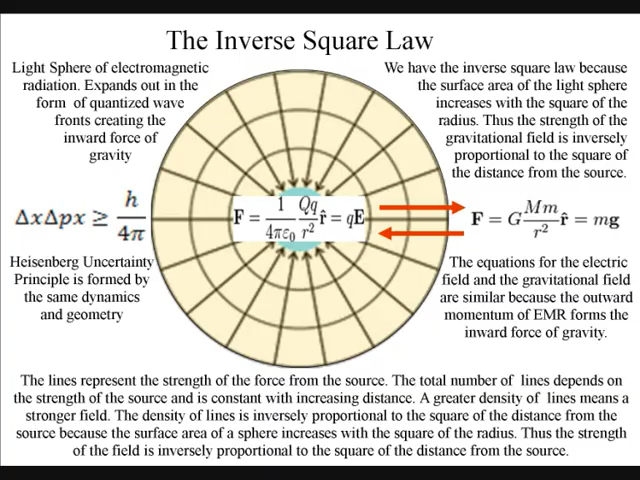 The Inverse Square Law
Light Sphere of electromagnetic
radiation. Expands out in the
form of quantized wave
fronts creating the
inward force of
gravity
We have the inverse square law because
the surface area of the light sphere
increases with the square of the
radius. Thus the strength of the
gravitational field is inversely
proportional to the square of
the distance from the source.
ΔxΔpx ≥ h/4π
F = 1/4πε₀ Qq/r² r̂ = qE
F = G Mm/r² r̂ = mg
Heisenberg Uncertainty
Principle is formed by
the same dynamics
and geometry
The equations for the electric
field and the gravitational field
are similar because the outward
momentum of EMR forms the
inward force of gravity.
The lines represent the strength of the force from the source. The total number of lines depends on
the strength of the source and is constant with increasing distance. A greater density of lines means a
stronger field. The density of lines is inversely proportional to the square of the distance from the
source because the surface area of a sphere increases with the square of the radius. Thus the strength
of the field is inversely proportional to the square of the distance from the source.